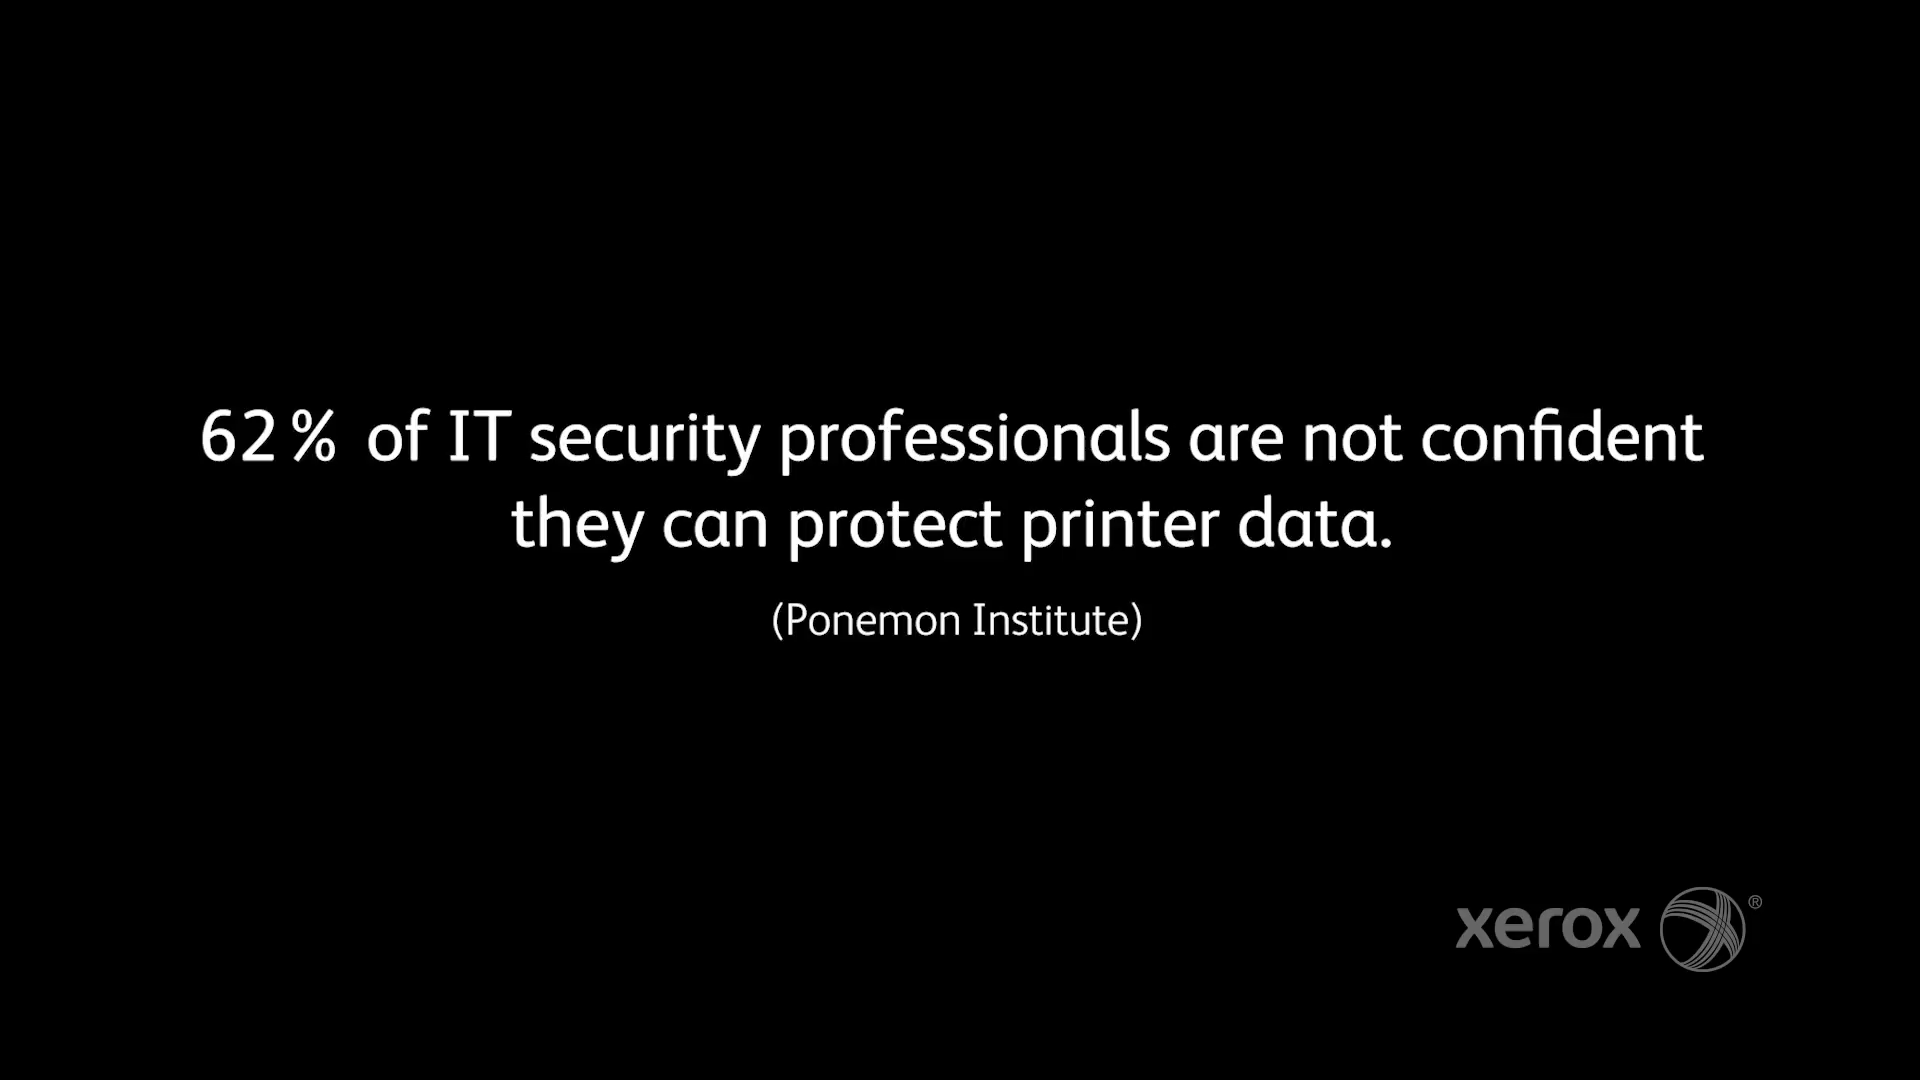 62% of IT security professionals are not confident
they can protect printer data.
(Ponemon Institute)
xerox ®